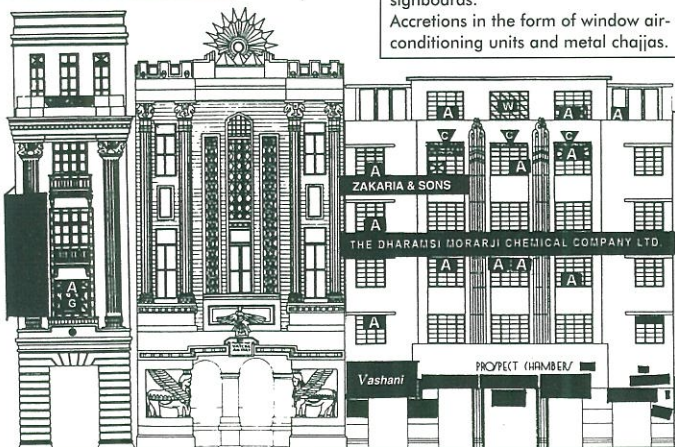 signboards.
Accretions in the form of window air-
conditioning units and metal chajjas.
A W A A
C C C
A A A
ZAKARIA & SONS
A
THE DHARAMSI MORARJI CHEMICAL COMPANY LTD.
A A A A
A
G
A
PROSPECT CHAMBERS
Vashani